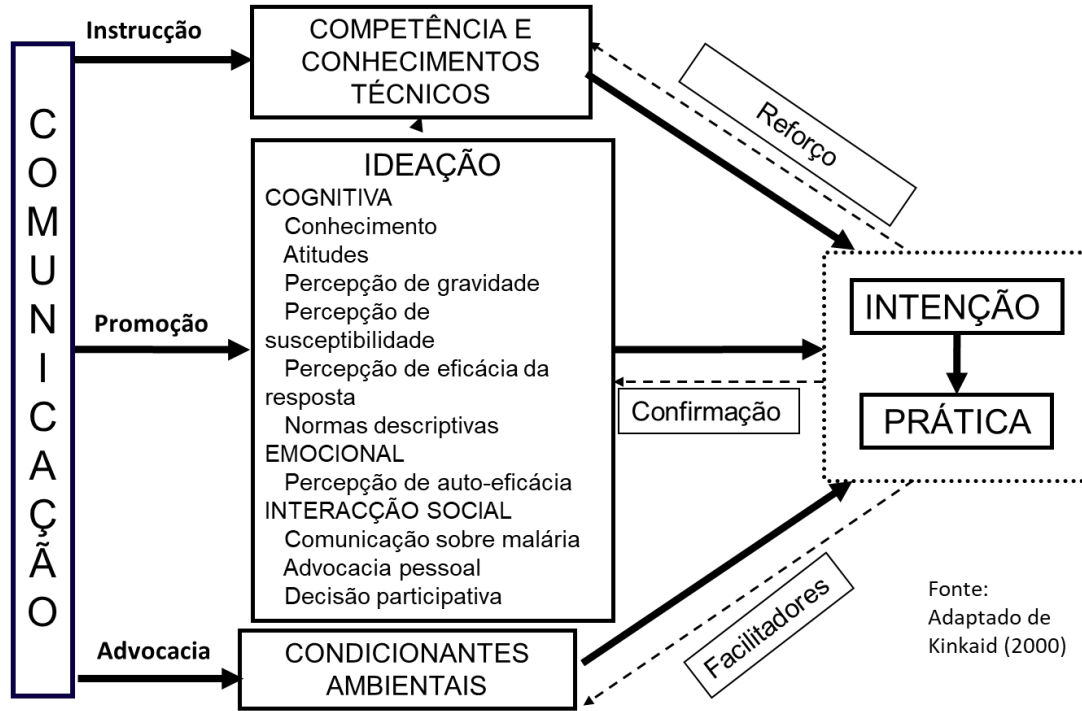 COMUNICAÇÃO
Instrucção
COMPETÊNCIA E
CONHECIMENTOS
TÉCNICOS
Reforço
Promoção
IDEAÇÃO
COGNITIVA
Conhecimento
Atitudes
Percepção de gravidade
Percepção de
susceptibilidade
Percepção de eficácia da
resposta
Normas descriptivas
EMOCIONAL
Percepção de auto-eficácia
INTERACÇÃO SOCIAL
Comunicação sobre malária
Advocacia pessoal
Decisão participativa
Confirmação
INTENÇÃO
PRÁTICA
Advocacia
CONDICIONANTES
AMBIENTAIS
Facilitadores
Fonte:
Adaptado de
Kinkaid (2000)